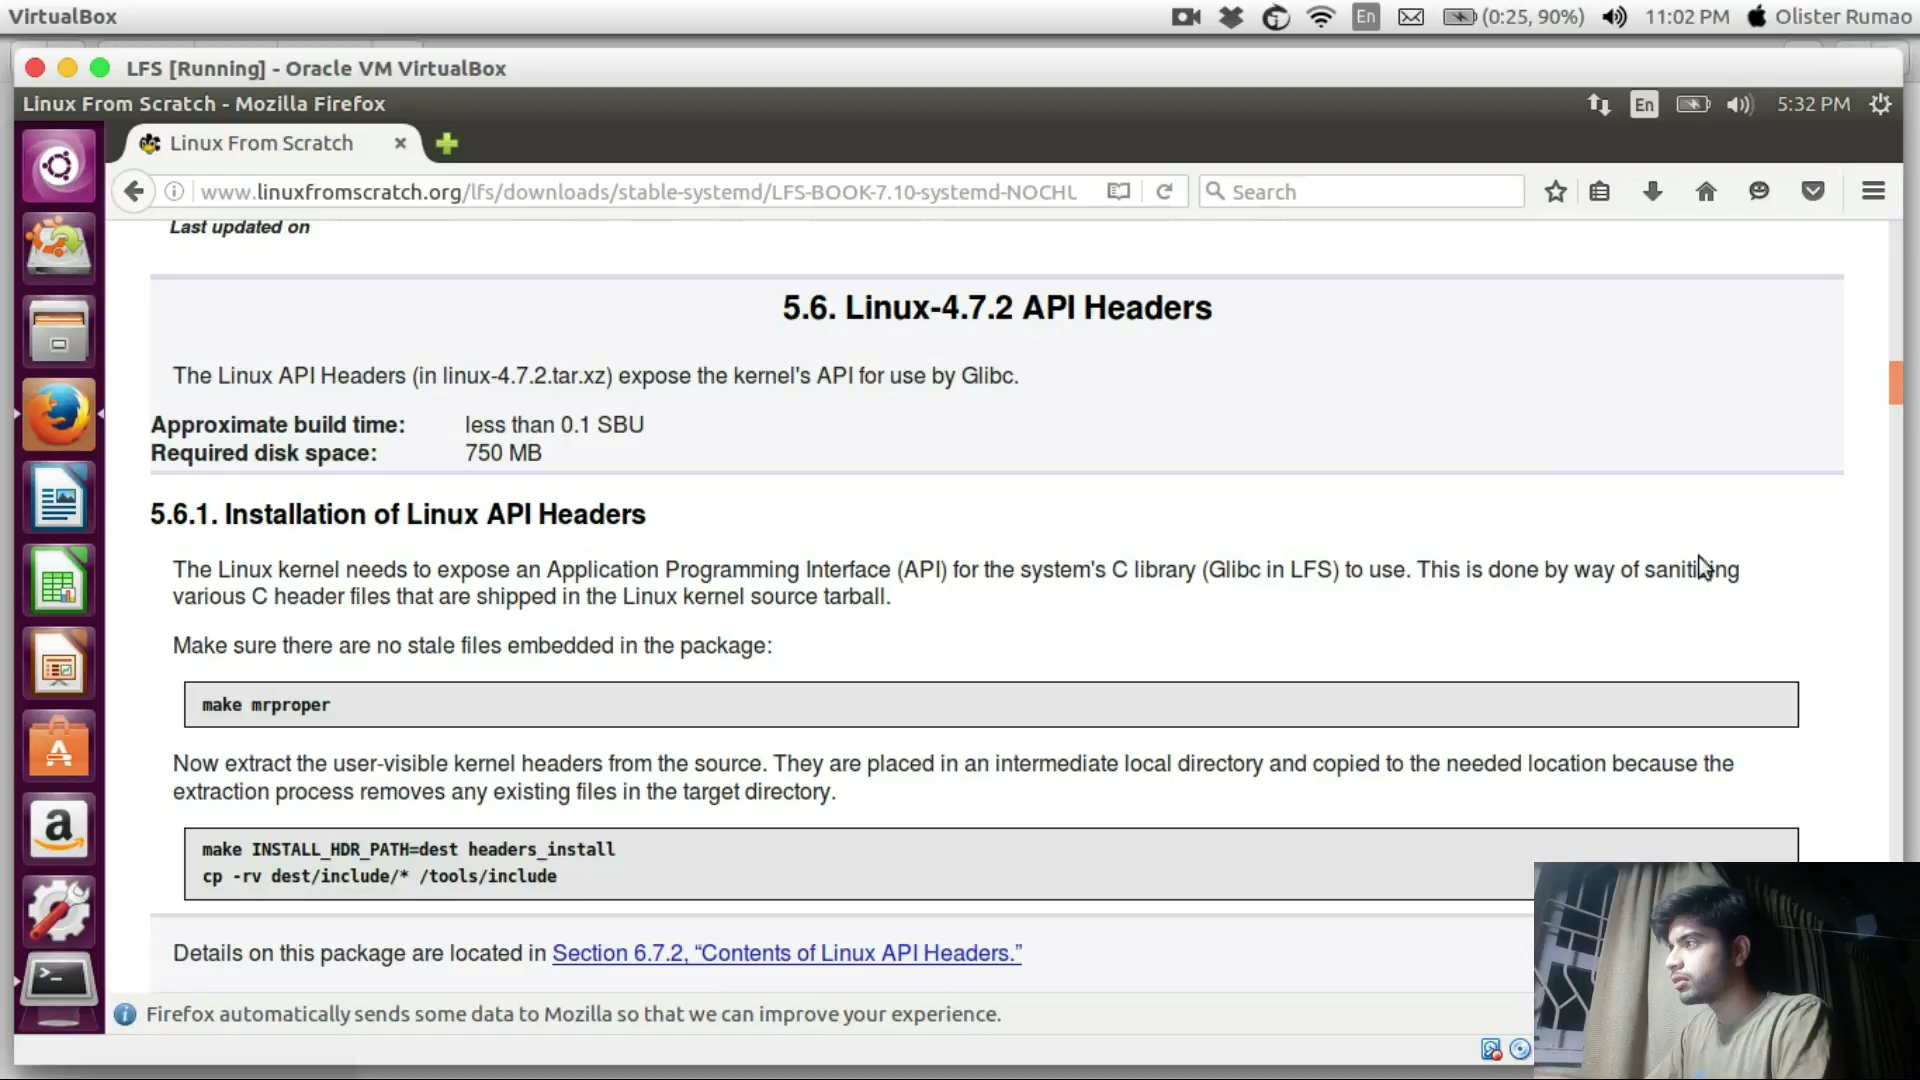 VirtualBox
En
(0:25, 90%)
11:02 PM
Olister Rumao
LFS [Running] - Oracle VM VirtualBox
Linux From Scratch - Mozilla Firefox
En
5:32 PM
Linux From Scratch
www.linuxfromscratch.org/lfs/downloads/stable-systemd/LFS-BOOK-7.10-systemd-NOCHU
Search
Last updated on
5.6. Linux-4.7.2 API Headers
The Linux API Headers (in linux-4.7.2.tar.xz) expose the kernel's API for use by Glibc.
Approximate build time: less than 0.1 SBU
Required disk space: 750 MB
5.6.1. Installation of Linux API Headers
The Linux kernel needs to expose an Application Programming Interface (API) for the system's C library (Glibc in LFS) to use. This is done by way of sanitizing
various C header files that are shipped in the Linux kernel source tarball.
Make sure there are no stale files embedded in the package:
make mrproper
Now extract the user-visible kernel headers from the source. They are placed in an intermediate local directory and copied to the needed location because the
extraction process removes any existing files in the target directory.
make INSTALL_HDR_PATH=dest headers_install
cp -rv dest/include/* /tools/include
Details on this package are located in Section 6.7.2, “Contents of Linux API Headers.”
Firefox automatically sends some data to Mozilla so that we can improve your experience.